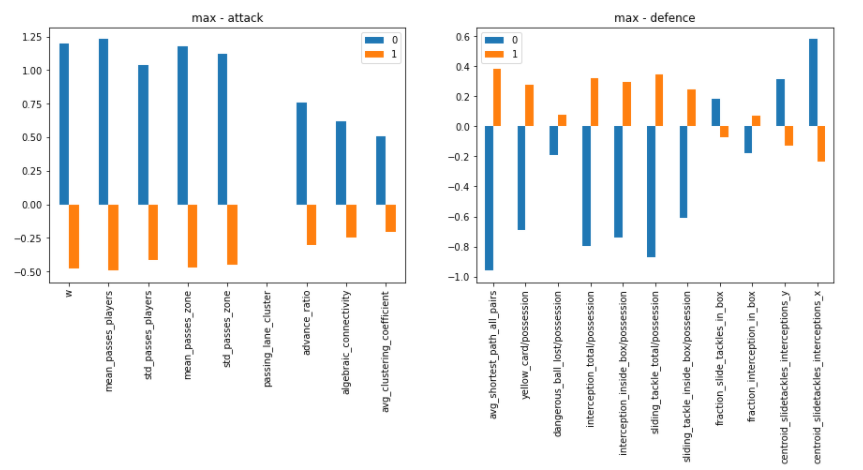 max - attack
1.25
1.00
0.75
0.50
0.25
0.00
−0.25
−0.50
0
1
w
mean_passes_players
std_passes_players
mean_passes_zone
std_passes_zone
passing_lane_cluster
advance_ratio
algebraic_connectivity
avg_clustering_coefficient
max - defence
0.6
0.4
0.2
0.0
−0.2
−0.4
−0.6
−0.8
−1.0
0
1
avg_shortest_path_all_pairs
yellow_card/possession
dangerous_ball_lost/possession
interception_total/possession
interception_inside_box/possession
sliding_tackle_total/possession
sliding_tackle_inside_box/possession
fraction_slide_tackles_in_box
fraction_interception_in_box
centroid_slidetackles_interceptions_y
centroid_slidetackles_interceptions_x